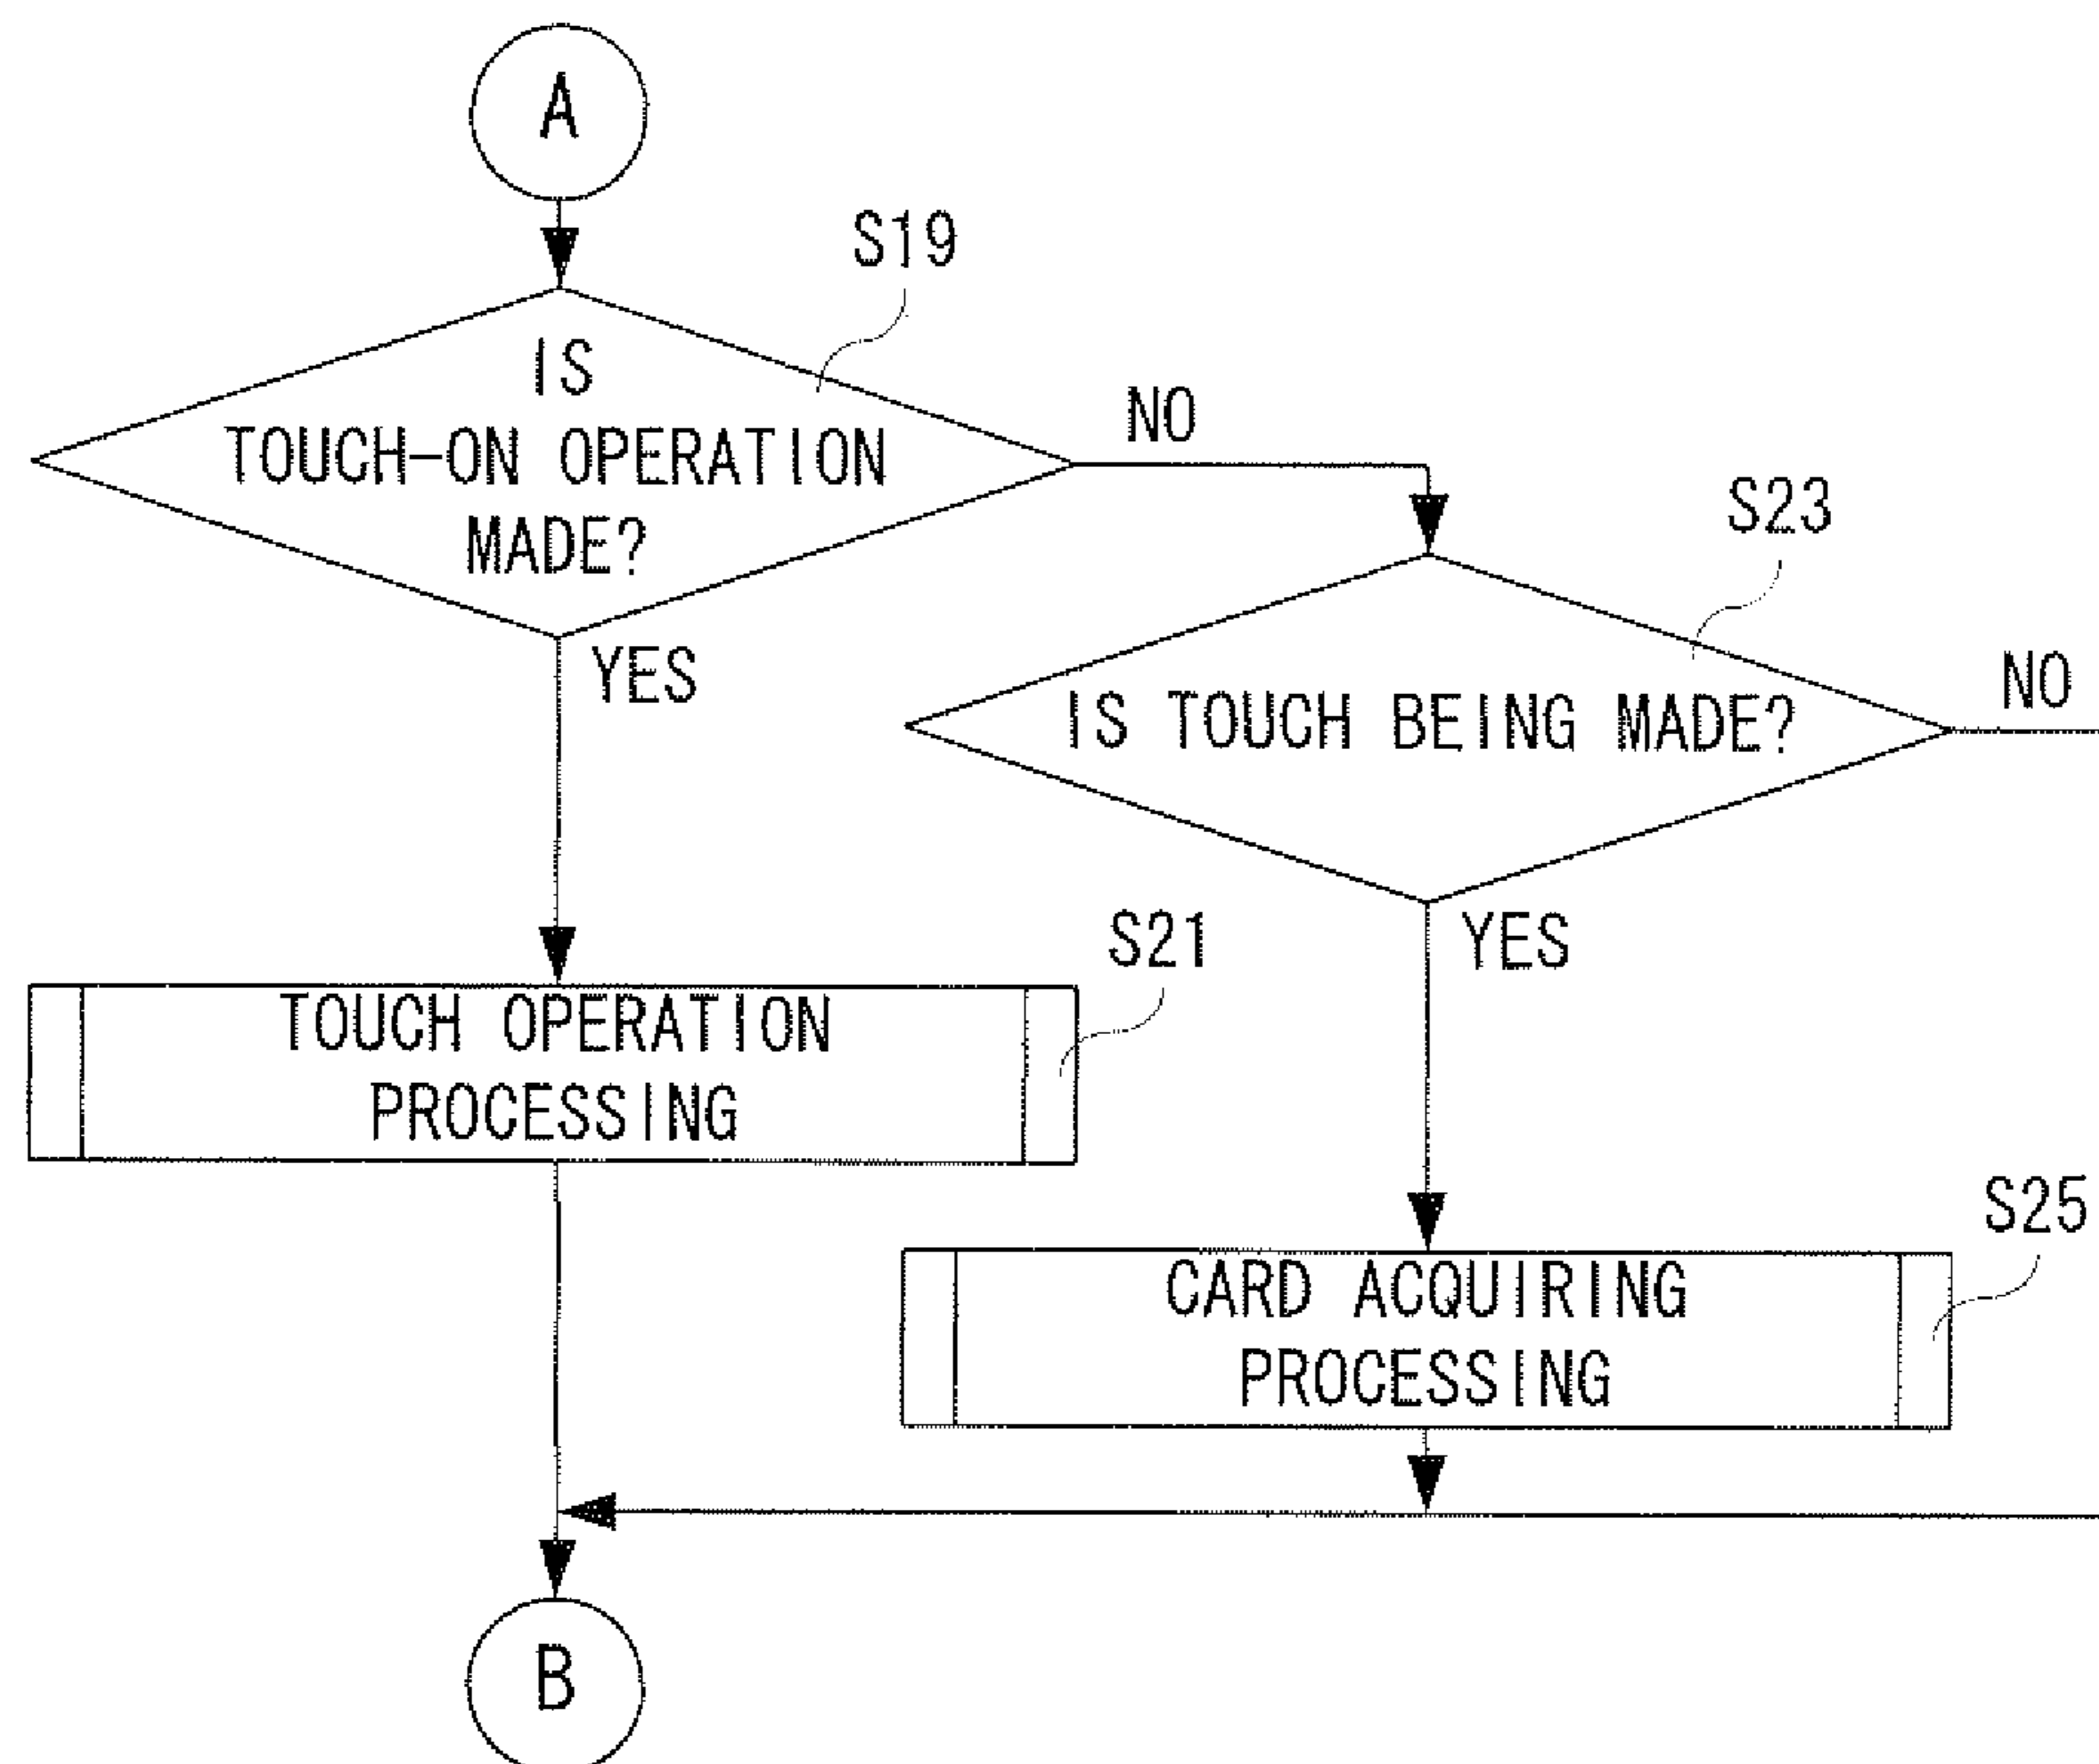 A
S19
IS
TOUCH-ON OPERATION
MADE?
NO
YES
S23
IS TOUCH BEING MADE?
NO
YES
S21
TOUCH OPERATION
PROCESSING
S25
CARD ACQUIRING
PROCESSING
B